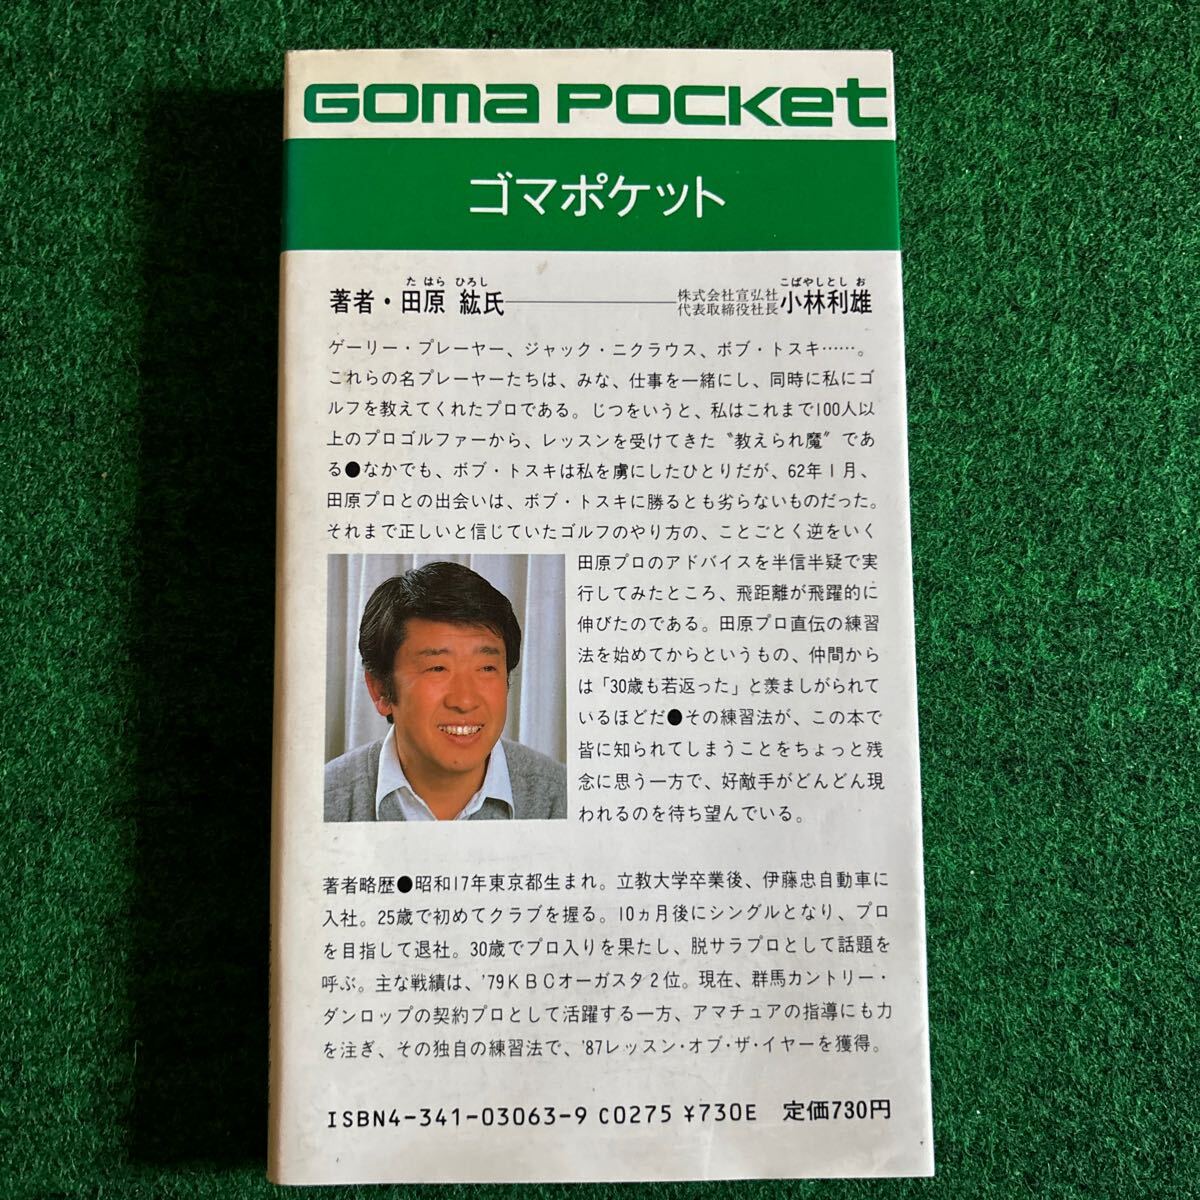 GOMA POCKET
ゴマポケット
た はら ひろし
こばやしとし お
著者・田原 紘氏――――株式会社宣弘社 代表取締役社長 小林利雄
ゲーリー・プレーヤー、ジャック・ニクラウス、ボブ・トスキ……。
これらの名プレーヤーたちは、みな、仕事を一緒にし、同時に私にゴ
ルフを教えてくれたプロである。じつをいうと、私はこれまで100人以
上のプロゴルファーから、レッスンを受けてきた〝教えられ魔〟であ
る●なかでも、ボブ・トスキは私を虜にしたひとりだが、62年1月、
田原プロとの出会いは、ボブ・トスキに勝るとも劣らないものだった。
それまで正しいと信じていたゴルフのやり方の、ことごとく逆をいく
田原プロのアドバイスを半信半疑で実
行してみたところ、飛距離が飛躍的に
伸びたのである。田原プロ直伝の練習
法を始めてからというもの、仲間から
は「30歳も若返った」と羨ましがられて
いるほどだ●その練習法が、この本で
皆に知られてしまうことをちょっと残
念に思う一方で、好敵手がどんどん現
われるのを待ち望んでいる。
著者略歴●昭和17年東京都生まれ。立教大学卒業後、伊藤忠自動車に
入社。25歳で初めてクラブを握る。10ヵ月後にシングルとなり、プロ
を目指して退社。30歳でプロ入りを果たし、脱サラプロとして話題を
呼ぶ。主な戦績は、'79KBCオーガスタ2位。現在、群馬カントリー・
ダンロップの契約プロとして活躍する一方、アマチュアの指導にも力
を注ぎ、その独自の練習法で、'87レッスン・オブ・ザ・イヤーを獲得。
ISBN4-341-03063-9 C0275 ¥730E 定価730円